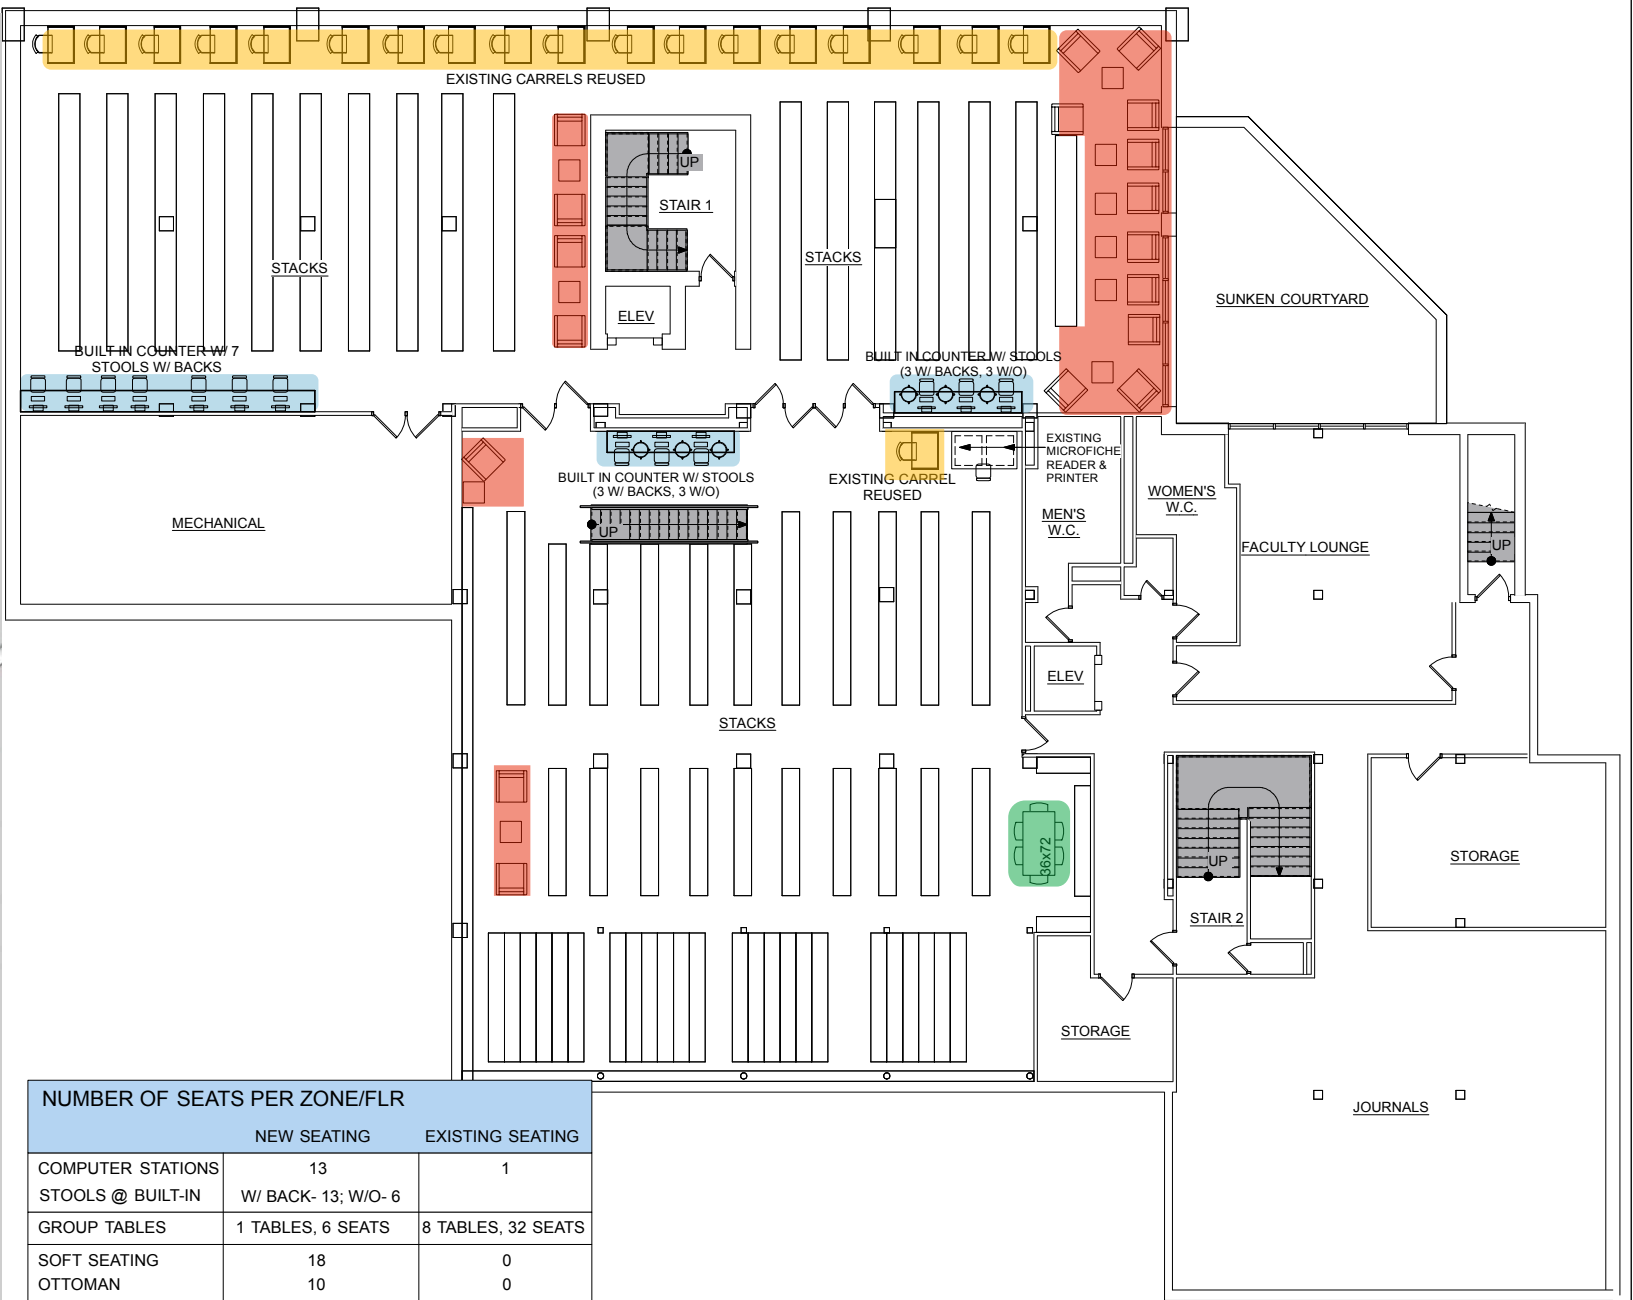 EXISTING CARRELS REUSED
UP
STAIR 1
STACKS
STACKS
ELEV
SUNKEN COURTYARD
BUILT IN COUNTER W/ 7
STOOLS W/ BACKS
BUILT IN COUNTER W/ STOOLS
(3 W/ BACKS, 3 W/O)
EXISTING
MICROFICHE
READER &
PRINTER
BUILT IN COUNTER W/ STOOLS
(3 W/ BACKS, 3 W/O)
EXISTING CARREL
REUSED
MECHANICAL
UP
MEN'S
W.C.
WOMEN'S
W.C.
FACULTY LOUNGE
UP
ELEV
STACKS
36x72
UP
STORAGE
STAIR 2
STORAGE
JOURNALS
NUMBER OF SEATS PER ZONE/FLR
NEW SEATING EXISTING SEATING
COMPUTER STATIONS 13 1
STOOLS @ BUILT-IN W/ BACK- 13; W/O- 6
GROUP TABLES 1 TABLES, 6 SEATS 8 TABLES, 32 SEATS
SOFT SEATING 18 0
OTTOMAN 10 0